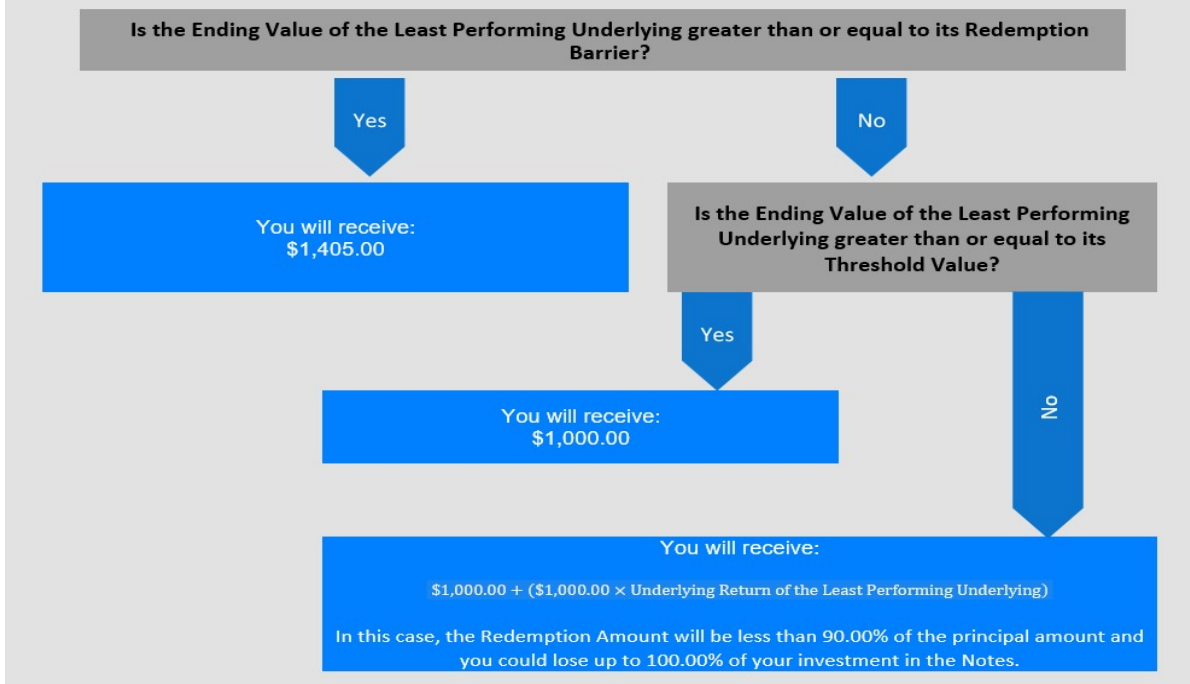 Is the Ending Value of the Least Performing Underlying greater than or equal to its Redemption
Barrier?
Yes
No
You will receive:
$1,405.00
Is the Ending Value of the Least Performing
Underlying greater than or equal to its
Threshold Value?
Yes
No
You will receive:
$1,000.00
You will receive:
$1,000.00 + ($1,000.00 × Underlying Return of the Least Performing Underlying)
In this case, the Redemption Amount will be less than 90.00% of the principal amount and
you could lose up to 100.00% of your investment in the Notes.